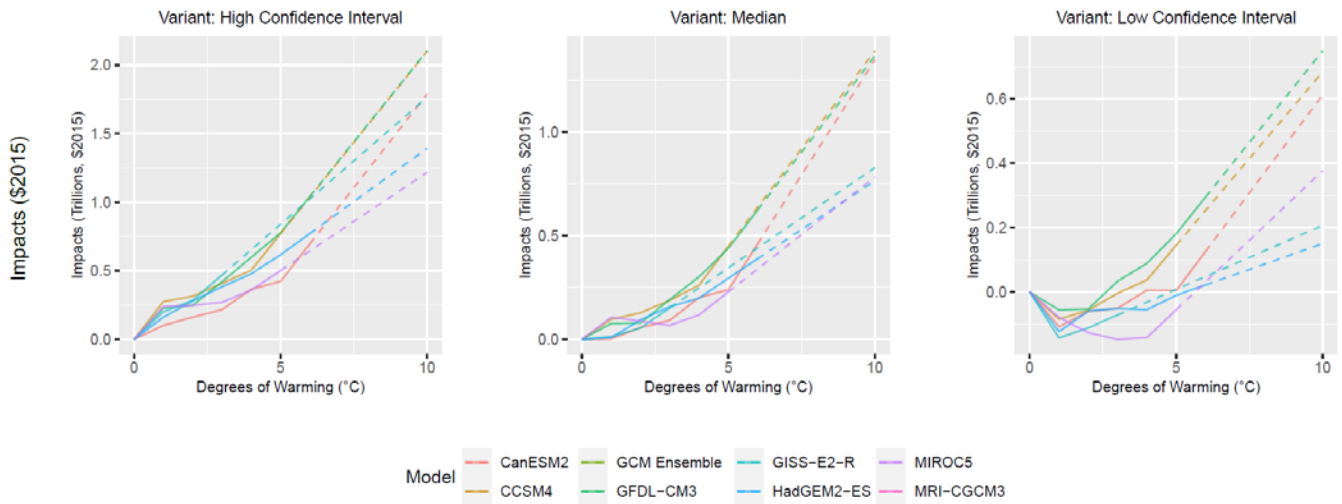 Variant: High Confidence Interval
Variant: Median
Variant: Low Confidence Interval
Impacts ($2015)
Impacts (Trillions, $2015)
2.0
1.5
1.0
0.5
0.0
0
5
10
Degrees of Warming (°C)
Impacts (Trillions, $2015)
1.0
0.5
0.0
0
5
10
Degrees of Warming (°C)
Impacts (Trillions, $2015)
0.6
0.4
0.2
0.0
0
5
10
Degrees of Warming (°C)
Model
CanESM2
GCM Ensemble
GISS-E2-R
MIROC5
CCSM4
GFDL-CM3
HadGEM2-ES
MRI-CGCM3